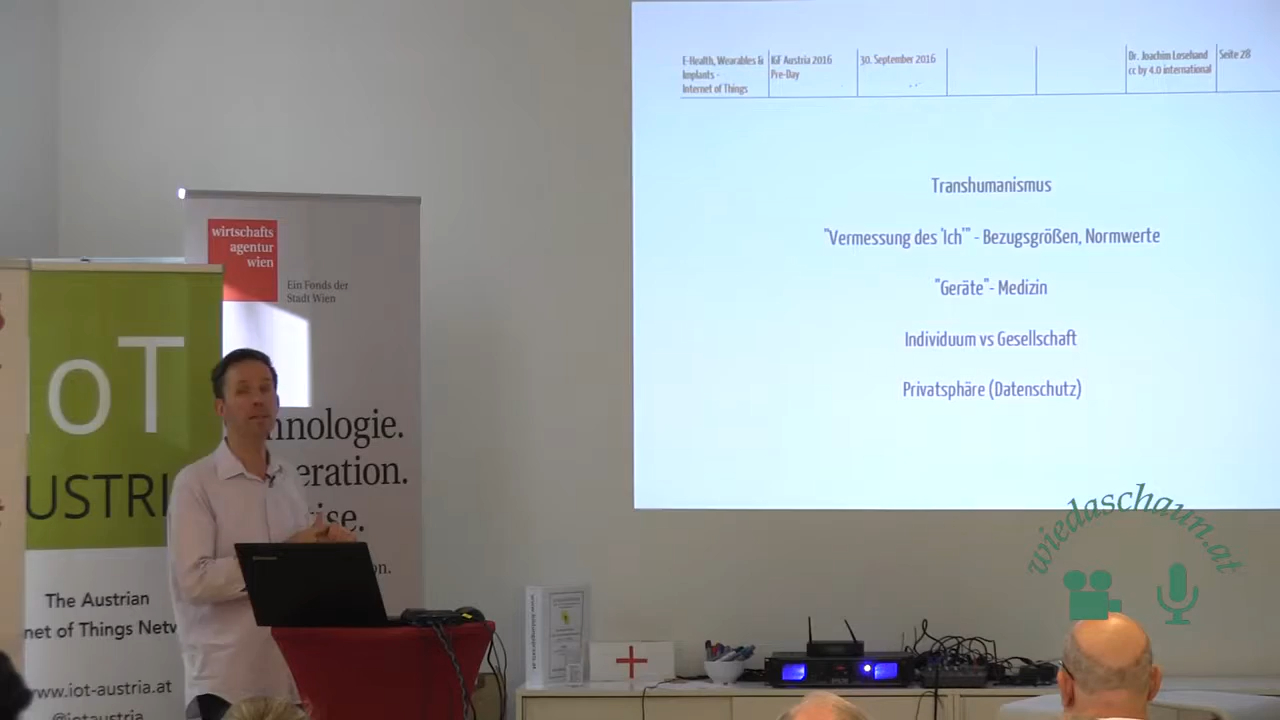 E-Health, Wearables &
Implants -
Internet of Things
IGF Austria 2016
Pre-Day
30. September 2016
Dr. Joachim Losehand
cc by 4.0 international
Seite 28
Transhumanismus
"Vermessung des 'Ich'" - Bezugsgrößen, Normwerte
"Geräte"- Medizin
Individuum vs Gesellschaft
Privatsphäre (Datenschutz)
wirtschafts
agentur
wien
Ein Fonds der
Stadt Wien
hnologie.
eration.
ise.
on.
IoT
USTRI
The Austrian
net of Things Netw
www.iot-austria.at
@iotaustria
wiedaschaun.at